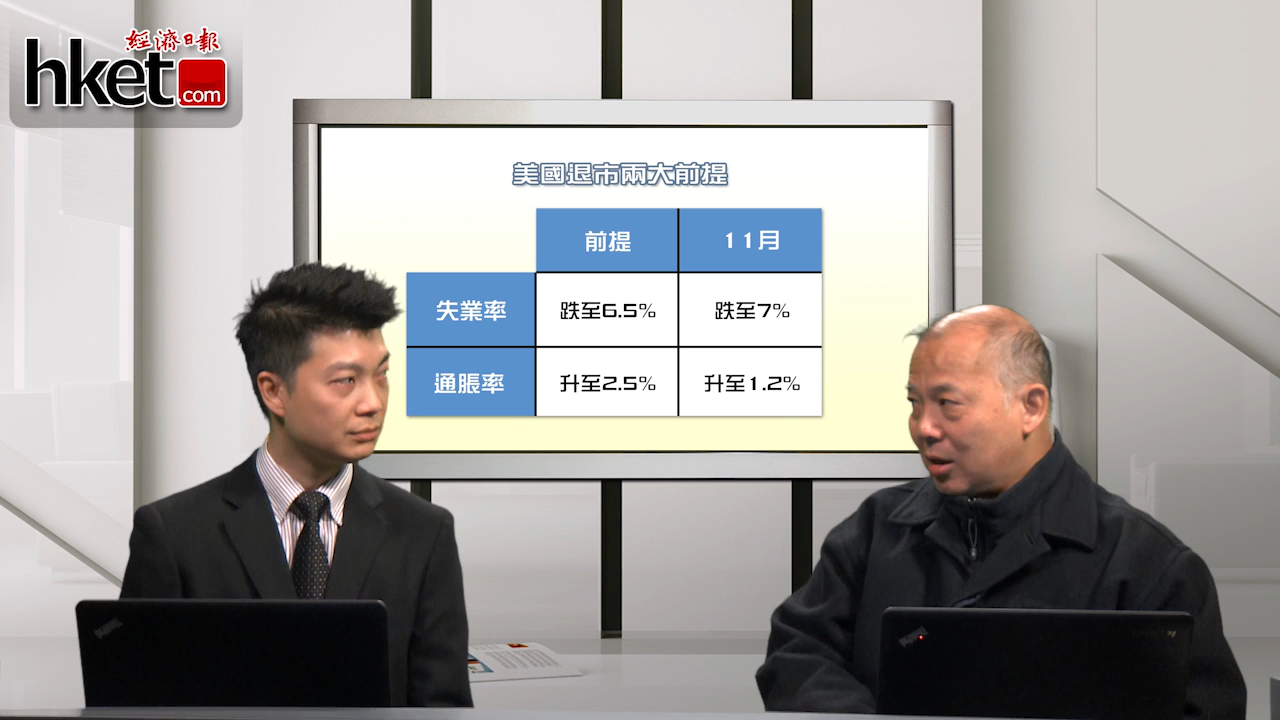 經濟日報
hket
.com
美國退市兩大前提
前提 11月
失業率 跌至6.5% 跌至7%
通脹率 升至2.5% 升至1.2%